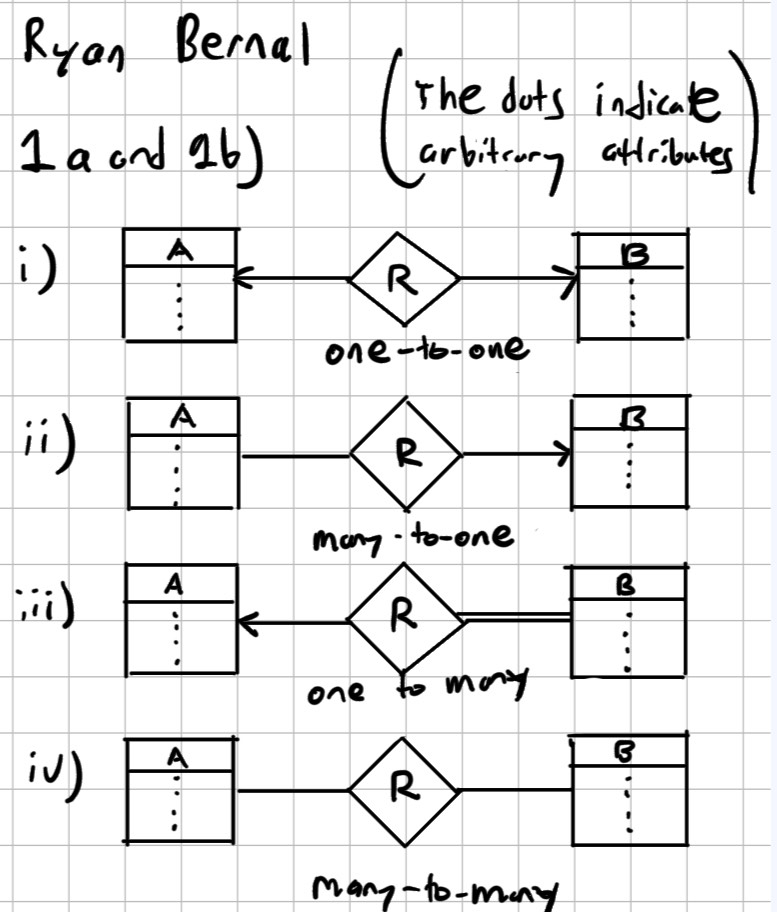 Ryan Bernal
(The dots indicate
arbitrary attributes)
1a and 1b)
i) A R B
one-to-one
ii) A R B
many-to-one
iii) A R B
one to many
iv) A R B
many-to-many